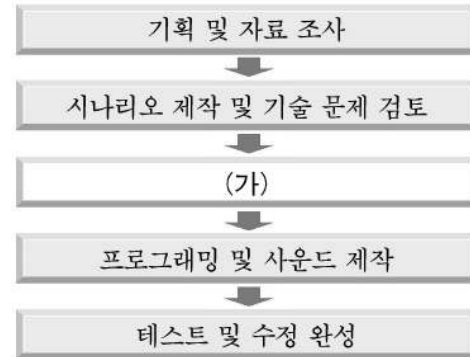 기획 및 자료 조사
시나리오 제작 및 기술 문제 검토
(가)
프로그래밍 및 사운드 제작
테스트 및 수정 완성